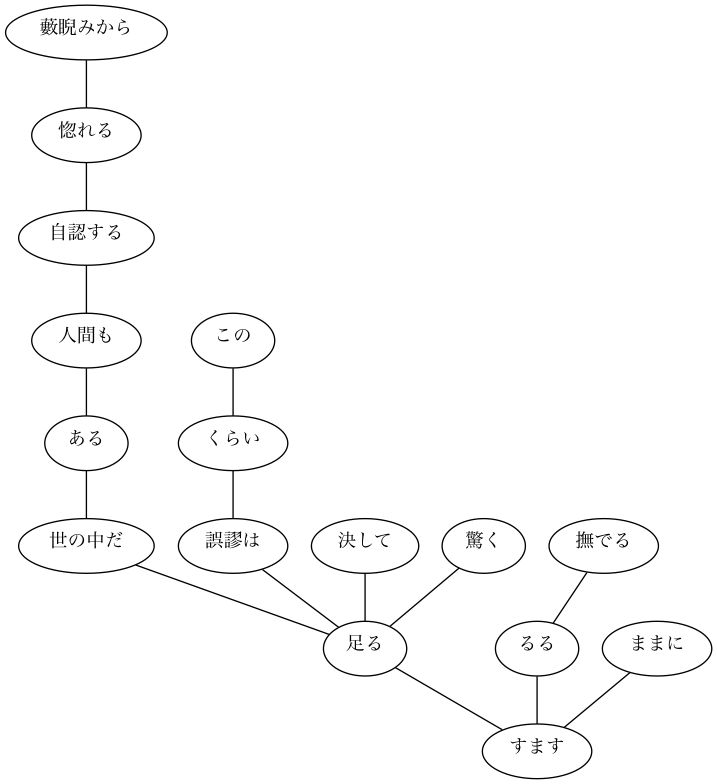 藪睨みから
惚れる
自認する
人間も
この
ある
くらい
世の中だ
誤謬は
決して
驚く
撫でる
足る
るる
ままに
すます